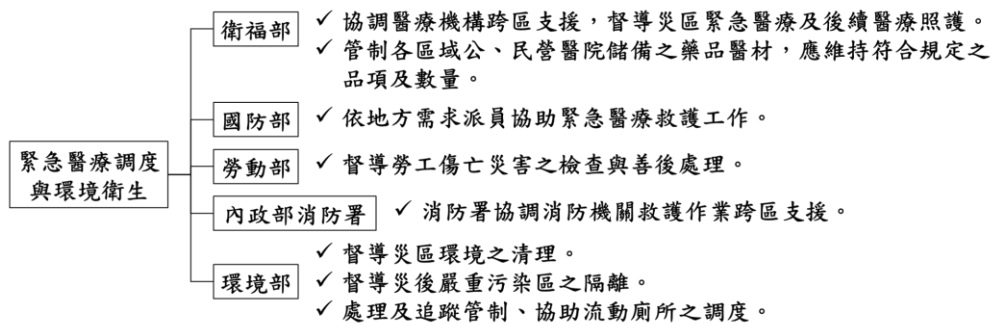 緊急醫療調度
與環境衛生
衛福部
✓ 協調醫療機構跨區支援，督導災區緊急醫療及後續醫療照護。
✓ 管制各區域公、民營醫院儲備之藥品醫材，應維持符合規定之
品項及數量。
國防部
✓ 依地方需求派員協助緊急醫療救護工作。
勞動部
✓ 督導勞工傷亡災害之檢查與善後處理。
內政部消防署
✓ 消防署協調消防機關救護作業跨區支援。
環境部
✓ 督導災區環境之清理。
✓ 督導災後嚴重污染區之隔離。
✓ 處理及追蹤管制、協助流動廁所之調度。